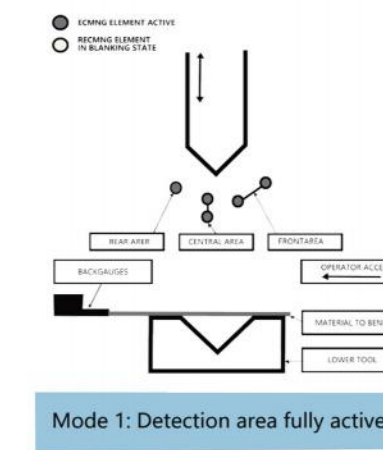 ECMNG ELEMENT ACTIVE
RECMNG ELEMENT
IN BLANKING STATE
REAR ARER
CENTRAL AREA
FRONTAREA
BACKGAUGES
OPERATOR ACCE
MATERIAL TO BEN
LOWER TOOL
Mode 1: Detection area fully active